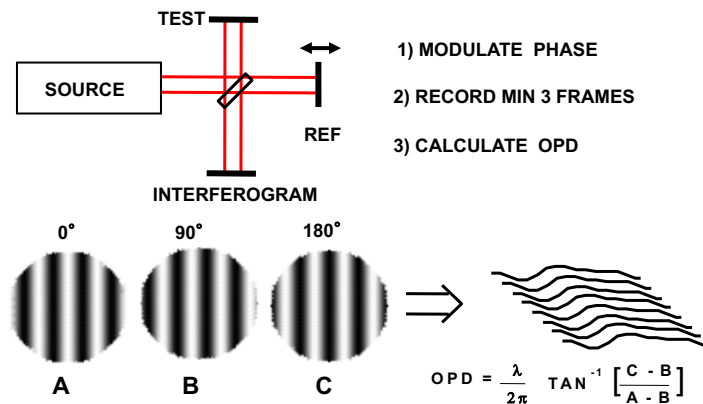 TEST
1) MODULATE PHASE
SOURCE
2) RECORD MIN 3 FRAMES
REF
3) CALCULATE OPD
INTERFEROGRAM
0° 90° 180°
A B C
OPD = λ/2π TAN⁻¹ [C - B/A - B]